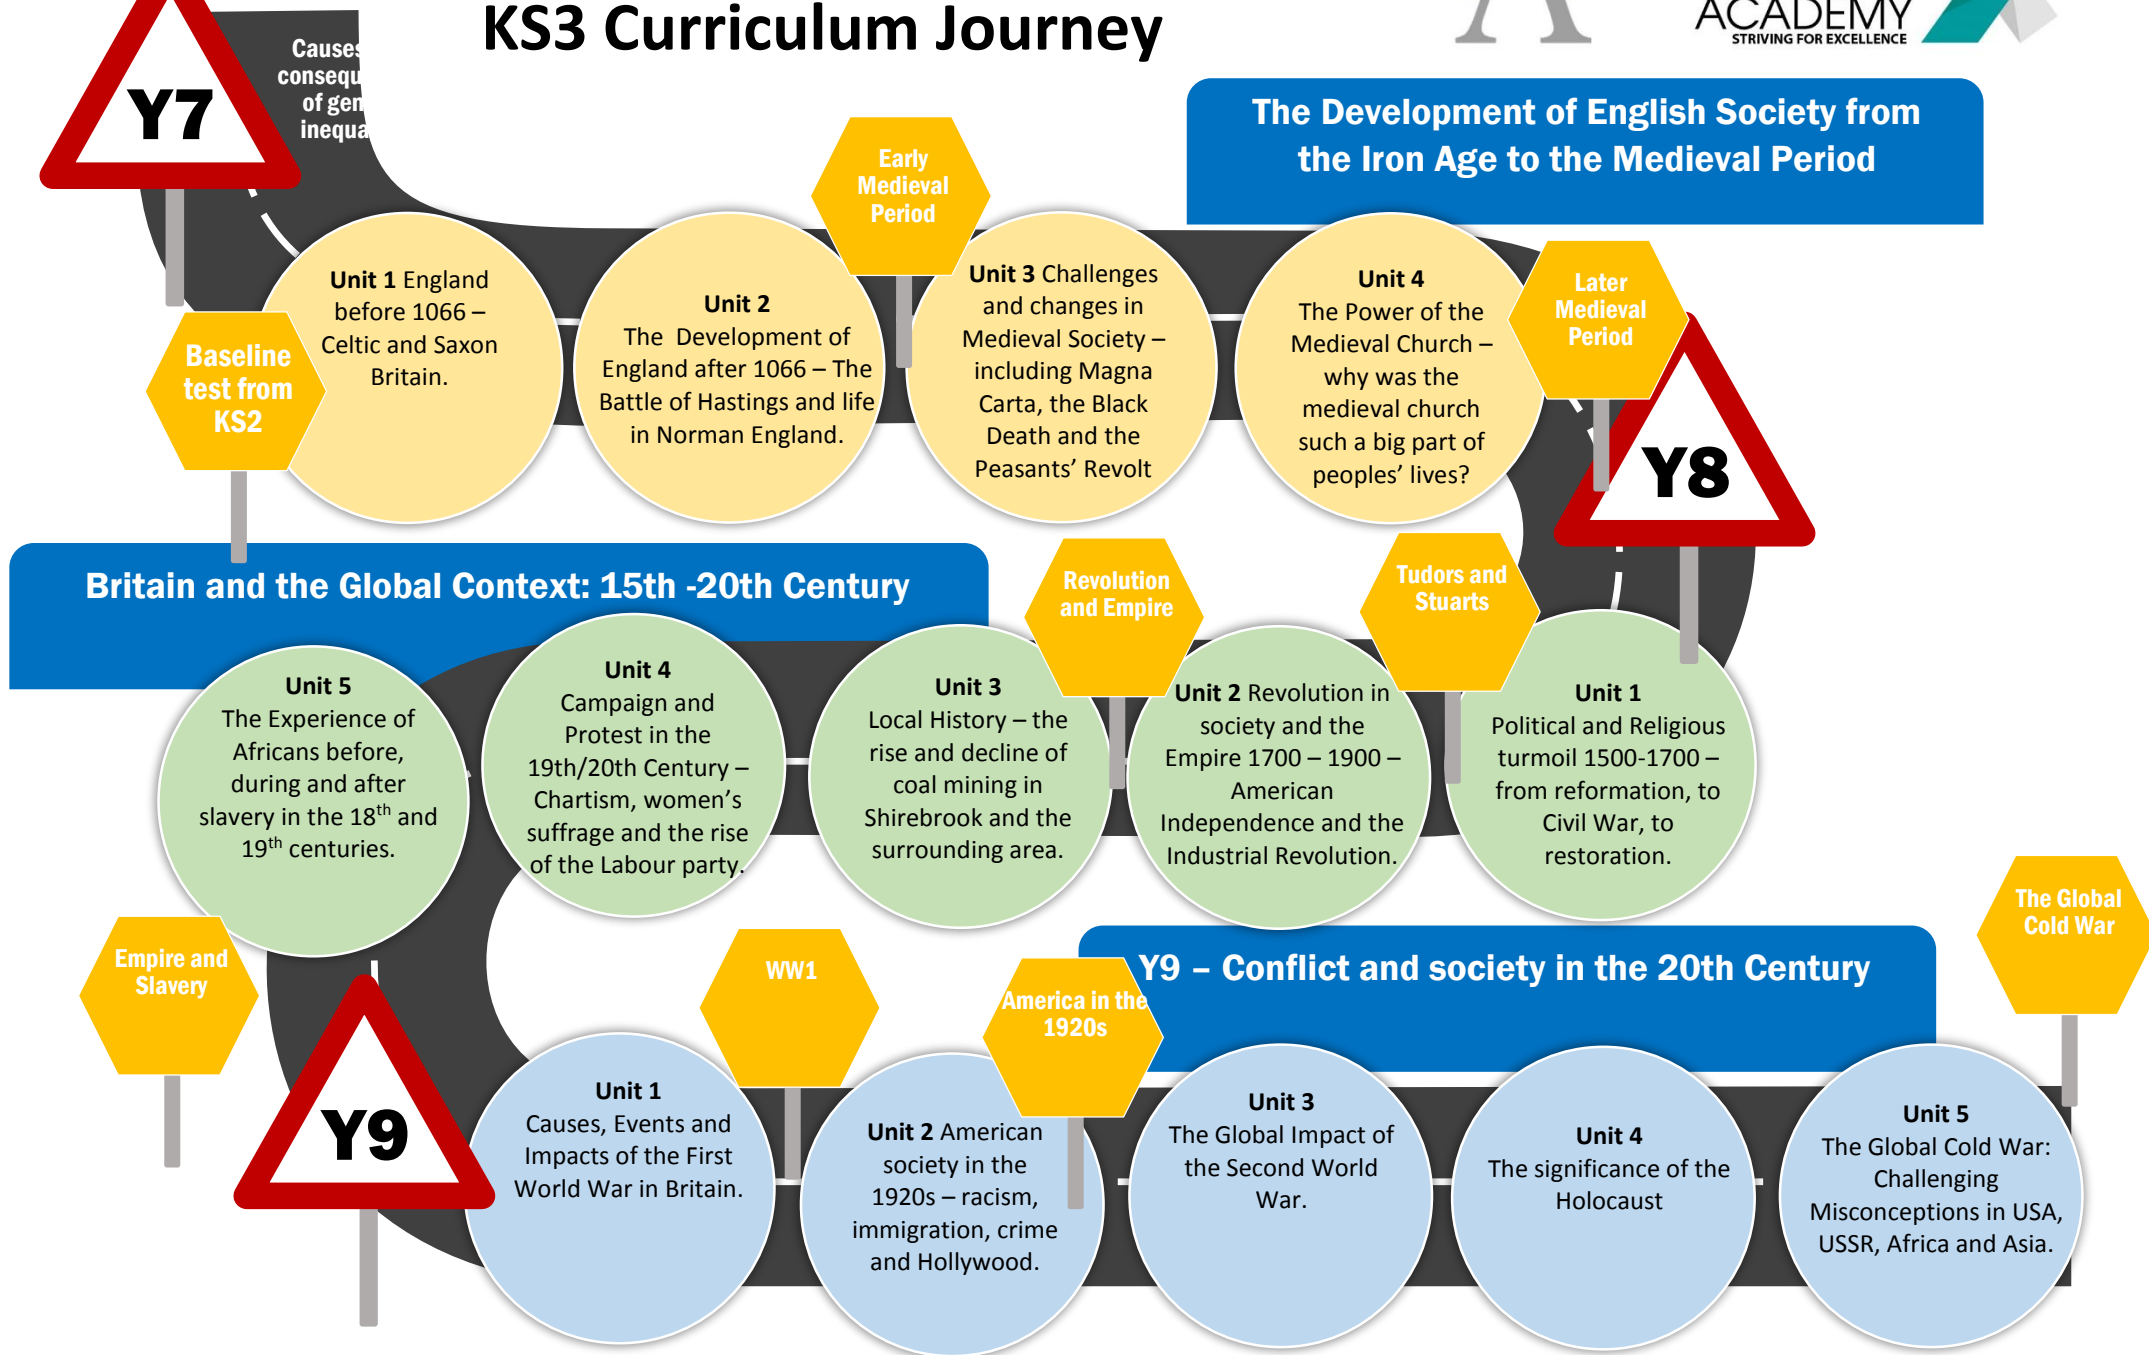 KS3 Curriculum Journey
ACADEMY
STRIVING FOR EXCELLENCE
Y7
Causes
of
The Development of English Society from
the Iron Age to the Medieval Period
Early
Medieval
Period
Unit 1 England
before 1066 –
Celtic and Saxon
Britain.
Unit 2
The Development of
England after 1066 – The
Battle of Hastings and life
in Norman England.
Unit 3 Challenges
and changes in
Medieval Society –
including Magna
Carta, the Black
Death and the
Peasants’ Revolt
Unit 4
The Power of the
Medieval Church –
why was the
medieval church
such a big part of
peoples’ lives?
Later
Medieval
Period
Baseline
test from
KS2
Y8
Britain and the Global Context: 15th -20th Century
Tudors and
Stuarts
Revolution
and Empire
Unit 1
Political and Religious
turmoil 1500-1700 –
from reformation, to
Civil War, to
restoration.
Unit 2 Revolution in
society and the
Empire 1700 – 1900 –
American
Independence and the
Industrial Revolution.
Unit 3
Local History – the
rise and decline of
coal mining in
Shirebrook and the
surrounding area.
Unit 4
Campaign and
Protest in the
19th/20th Century –
Chartism, women’s
suffrage and the rise
of the Labour party.
Unit 5
The Experience of
Africans before,
during and after
slavery in the 18th and
19th centuries.
Empire and
Slavery
Y9
Y9 – Conflict and society in the 20th Century
WW1
America in the
1920s
The Global
Cold War
Unit 1
Causes, Events and
Impacts of the First
World War in Britain.
Unit 2 American
society in the
1920s – racism,
immigration, crime
and Hollywood.
Unit 3
The Global Impact of
the Second World
War.
Unit 4
The significance of the
Holocaust
Unit 5
The Global Cold War:
Challenging
Misconceptions in USA,
USSR, Africa and Asia.